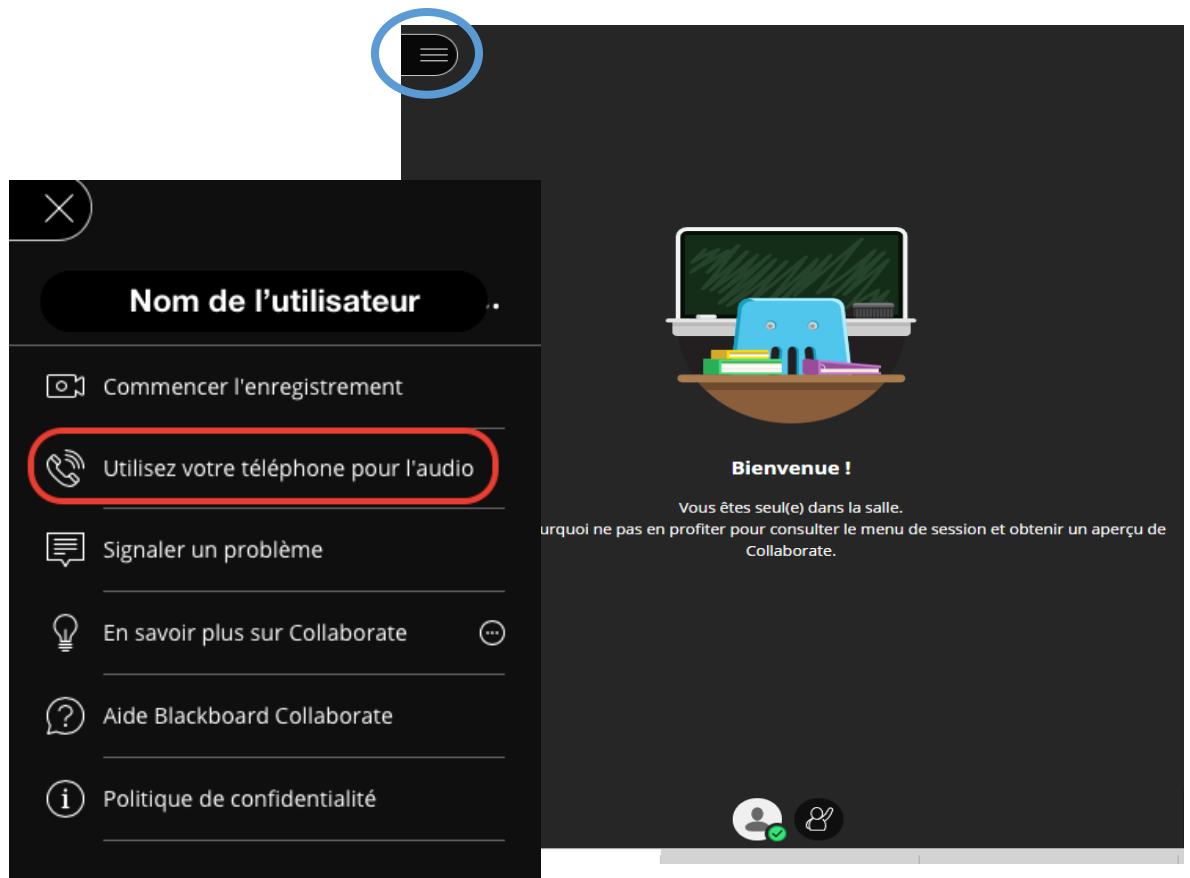 Nom de l’utilisateur
Commencer l'enregistrement
Utilisez votre téléphone pour l'audio
Signaler un problème
En savoir plus sur Collaborate
Aide Blackboard Collaborate
Politique de confidentialité
Bienvenue !
Vous êtes seul(e) dans la salle.
ne pas en profiter pour consulter le menu de session et obtenir un aperçu de
Collaborate.